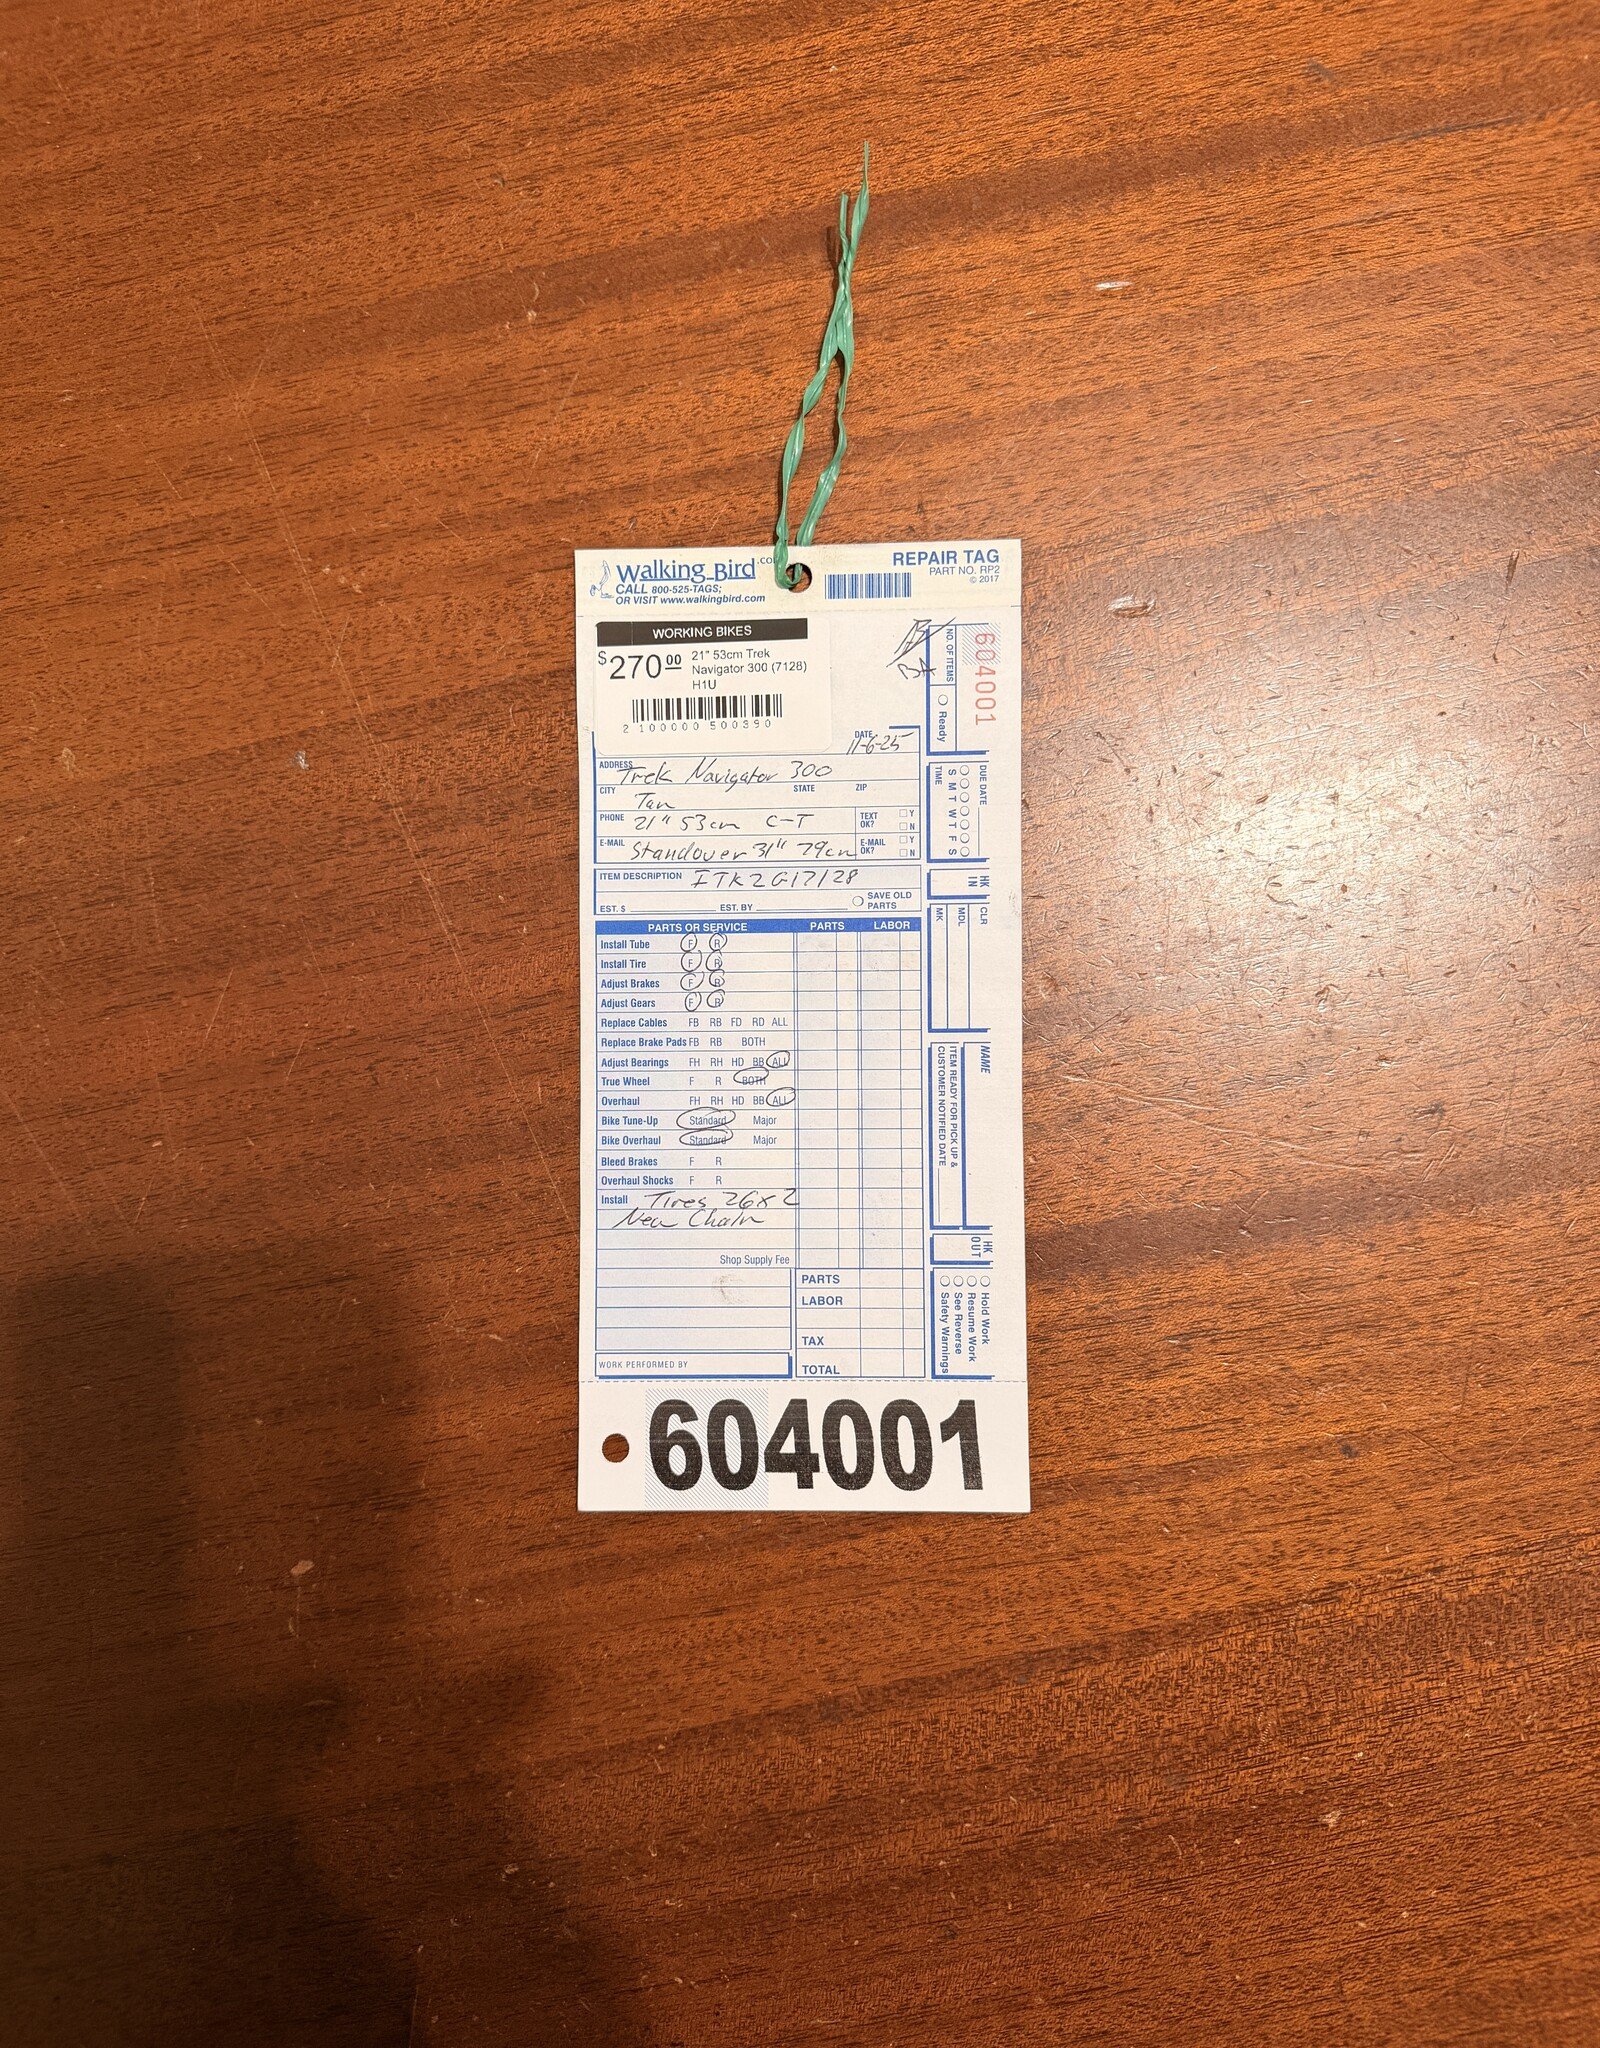 Walking_Bird.com
CALL 800-525-TAGS;
OR VISIT www.walkingbird.com
REPAIR TAG
PART NO. RP2
© 2017
WORKING BIKES
$270.00
21" 53cm Trek
Navigator 300 (7128)
H1U
2 100000 500390
BA
DATE 11-6-25
ADDRESS Trek Navigator 300
CITY Tan STATE ZIP
PHONE 21" 53cm C-T TEXT OK? Y N
E-MAIL Standover 31" 79cm E-MAIL OK? Y N
ITEM DESCRIPTION ITK2G17128
EST. $ EST. BY SAVE OLD PARTS
PARTS OR SERVICE PARTS LABOR
Install Tube F R
Install Tire F R
Adjust Brakes F R
Adjust Gears F R
Replace Cables FB RB FD RD ALL
Replace Brake Pads FB RB BOTH
Adjust Bearings FH RH HD BB ALL
True Wheel F R BOTH
Overhaul FH RH HD BB ALL
Bike Tune-Up Standard Major
Bike Overhaul Standard Major
Bleed Brakes F R
Overhaul Shocks F R
Install Tires 26x2
New Chain
Shop Supply Fee
PARTS
LABOR
TAX
TOTAL
WORK PERFORMED BY
604001
NO. OF ITEMS
Ready
DUE DATE
S M T W T F S
TIME
HK IN
CLR
MDL
MK
NAME
ITEM READY FOR PICK UP &
CUSTOMER NOTIFIED DATE
HK OUT
Hold Work
Resume Work
See Reverse
Safety Warnings
604001